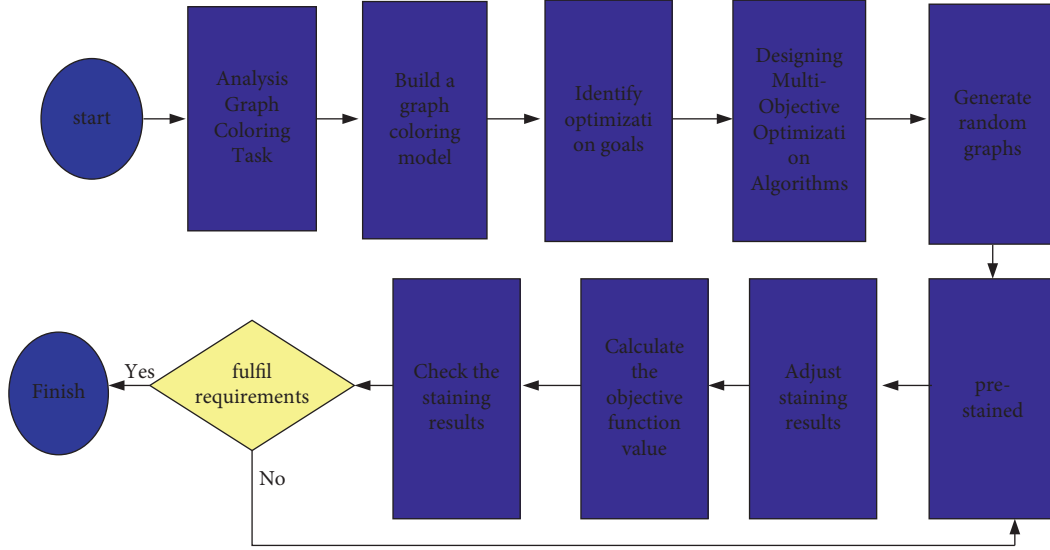 start
Analysis
Graph
Coloring
Task
Build a
graph
coloring
model
Identify
optimizati
on goals
Designing
Multi-
Objective
Optimizati
on
Algorithms
Generate
random
graphs
pre-
stained
Adjust
staining results
Calculate
the
objective
function
value
Check the
staining
results
fulfil
requirements
Yes
Finish
No